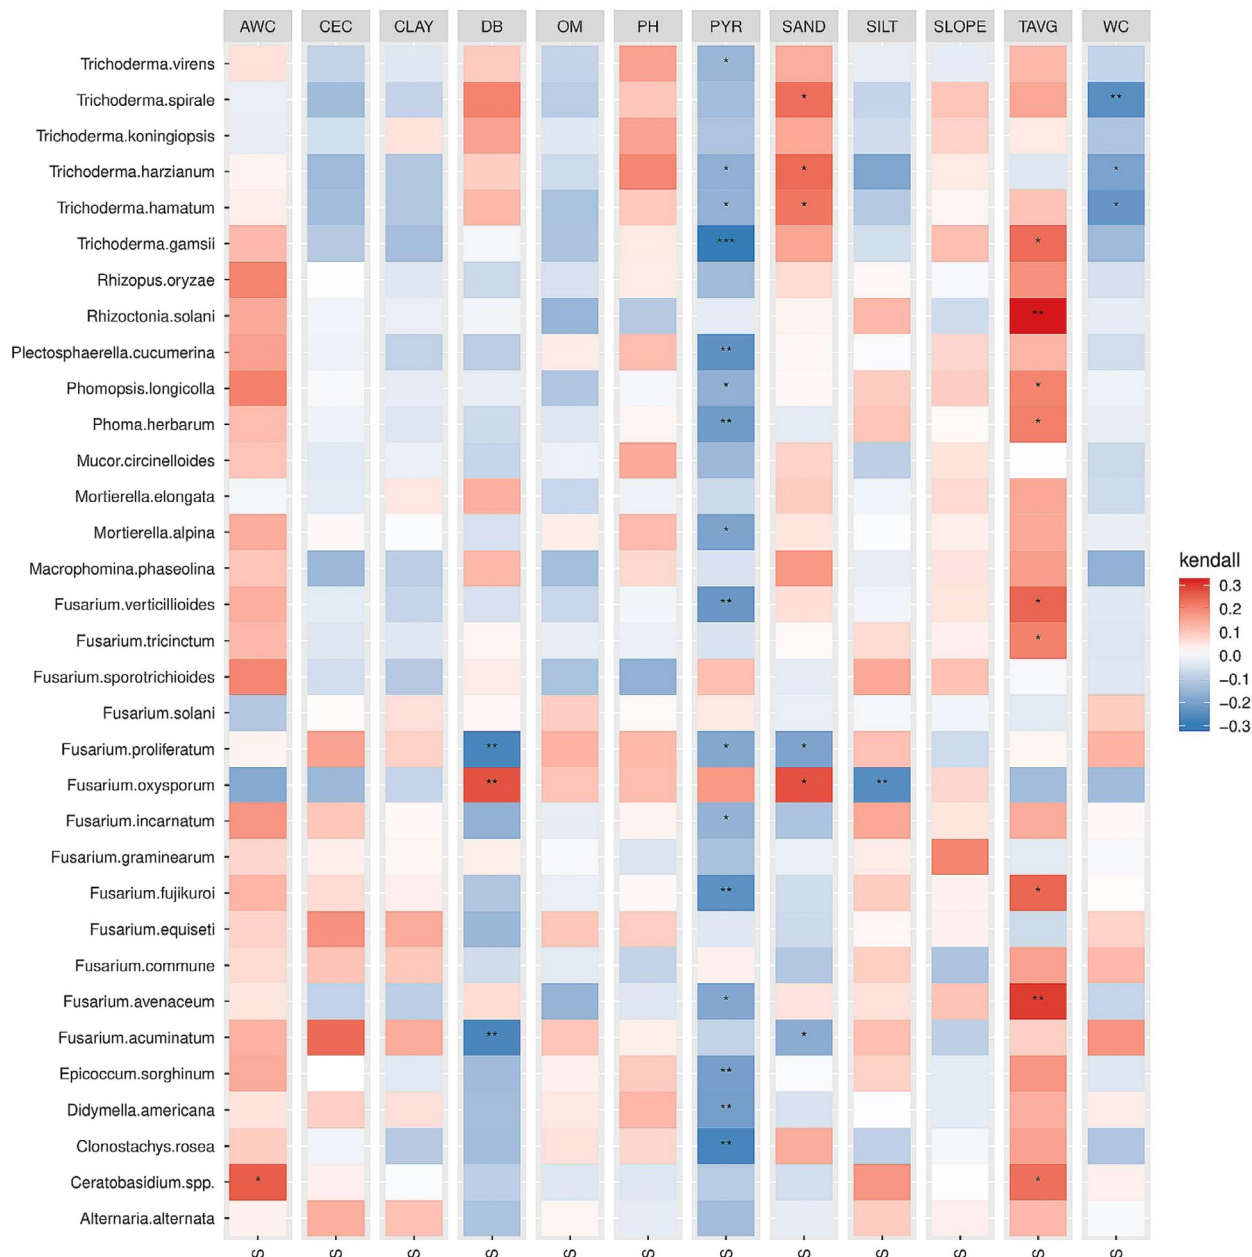 AWC CEC CLAY DB OM PH PYR SAND SILT SLOPE TAVG WC
Trichoderma.virens *
Trichoderma.spirale * **
Trichoderma.koningiopsis
Trichoderma.harzianum * * *
Trichoderma.hamatum * * *
Trichoderma.gamsii *** *
Rhizopus.oryzae
Rhizoctonia.solani **
Plectosphaerella.cucumerina **
Phomopsis.longicolla * *
Phoma.herbarum ** *
Mucor.circinelloides
Mortierella.elongata
Mortierella.alpina *
Macrophomina.phaseolina
Fusarium.verticillioides ** *
Fusarium.tricinctum *
Fusarium.sporotrichioides
Fusarium.solani
Fusarium.proliferatum ** * *
Fusarium.oxysporum ** * **
Fusarium.incarnatum *
Fusarium.graminearum
Fusarium.fujikuroi ** *
Fusarium.equiseti
Fusarium.commune
Fusarium.avenaceum * **
Fusarium.acuminatum ** *
Epicoccum.sorghinum **
Didymella.americana **
Clonostachys.rosea **
Ceratobasidium.spp. * *
Alternaria.alternata
S S S S S S S S S S S S
kendall
0.3
0.2
0.1
0.0
−0.1
−0.2
−0.3